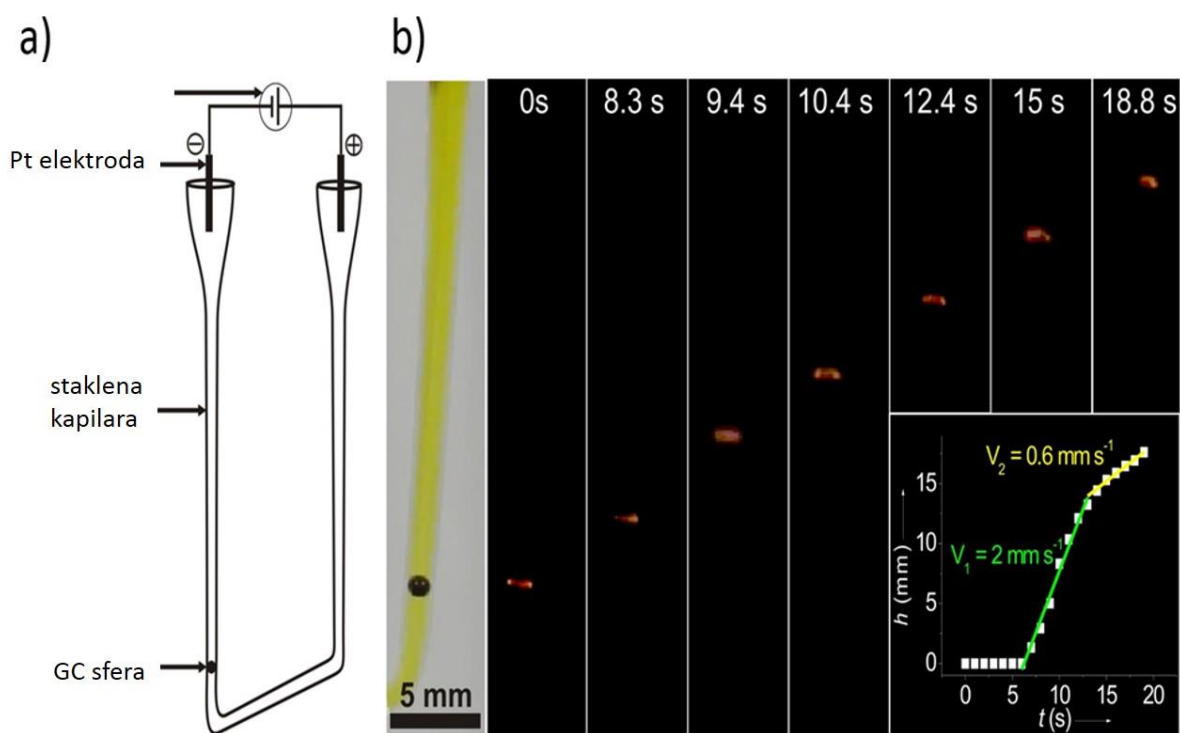 a)
⊖
⊕
Pt elektroda
staklena
kapilara
GC sfera
b)
5 mm
0s
8.3 s
9.4 s
10.4 s
12.4 s
15 s
18.8 s
V₂ = 0.6 mm s⁻¹
V₁ = 2 mm s⁻¹
h (mm)
15
10
5
0
0 5 10 15 20
t (s)